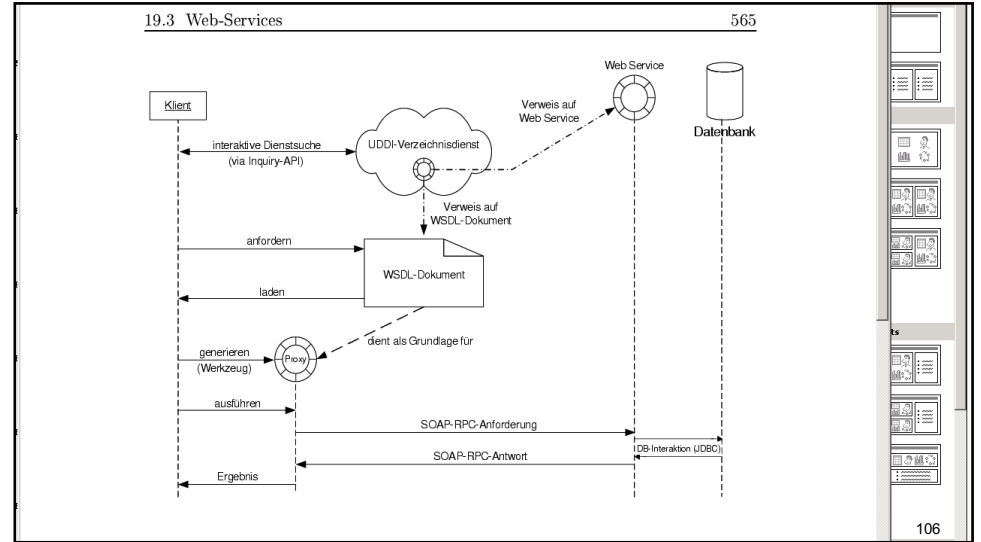 19.3 Web-Services 565
Web Service
Klient
Verweis auf
Web Service
Datenbank
interaktive Dienstsuche
(via Inquiry-API)
UDDI-Verzeichnisdienst
Verweis auf
WSDL-Dokument
anfordern
WSDL-Dokument
laden
dient als Grundlage für
generieren
(Werkzeug)
Proxy
ausführen
SOAP-RPC-Anforderung
DB-Interaktion (JDBC)
SOAP-RPC-Antwort
Ergebnis
ts
106